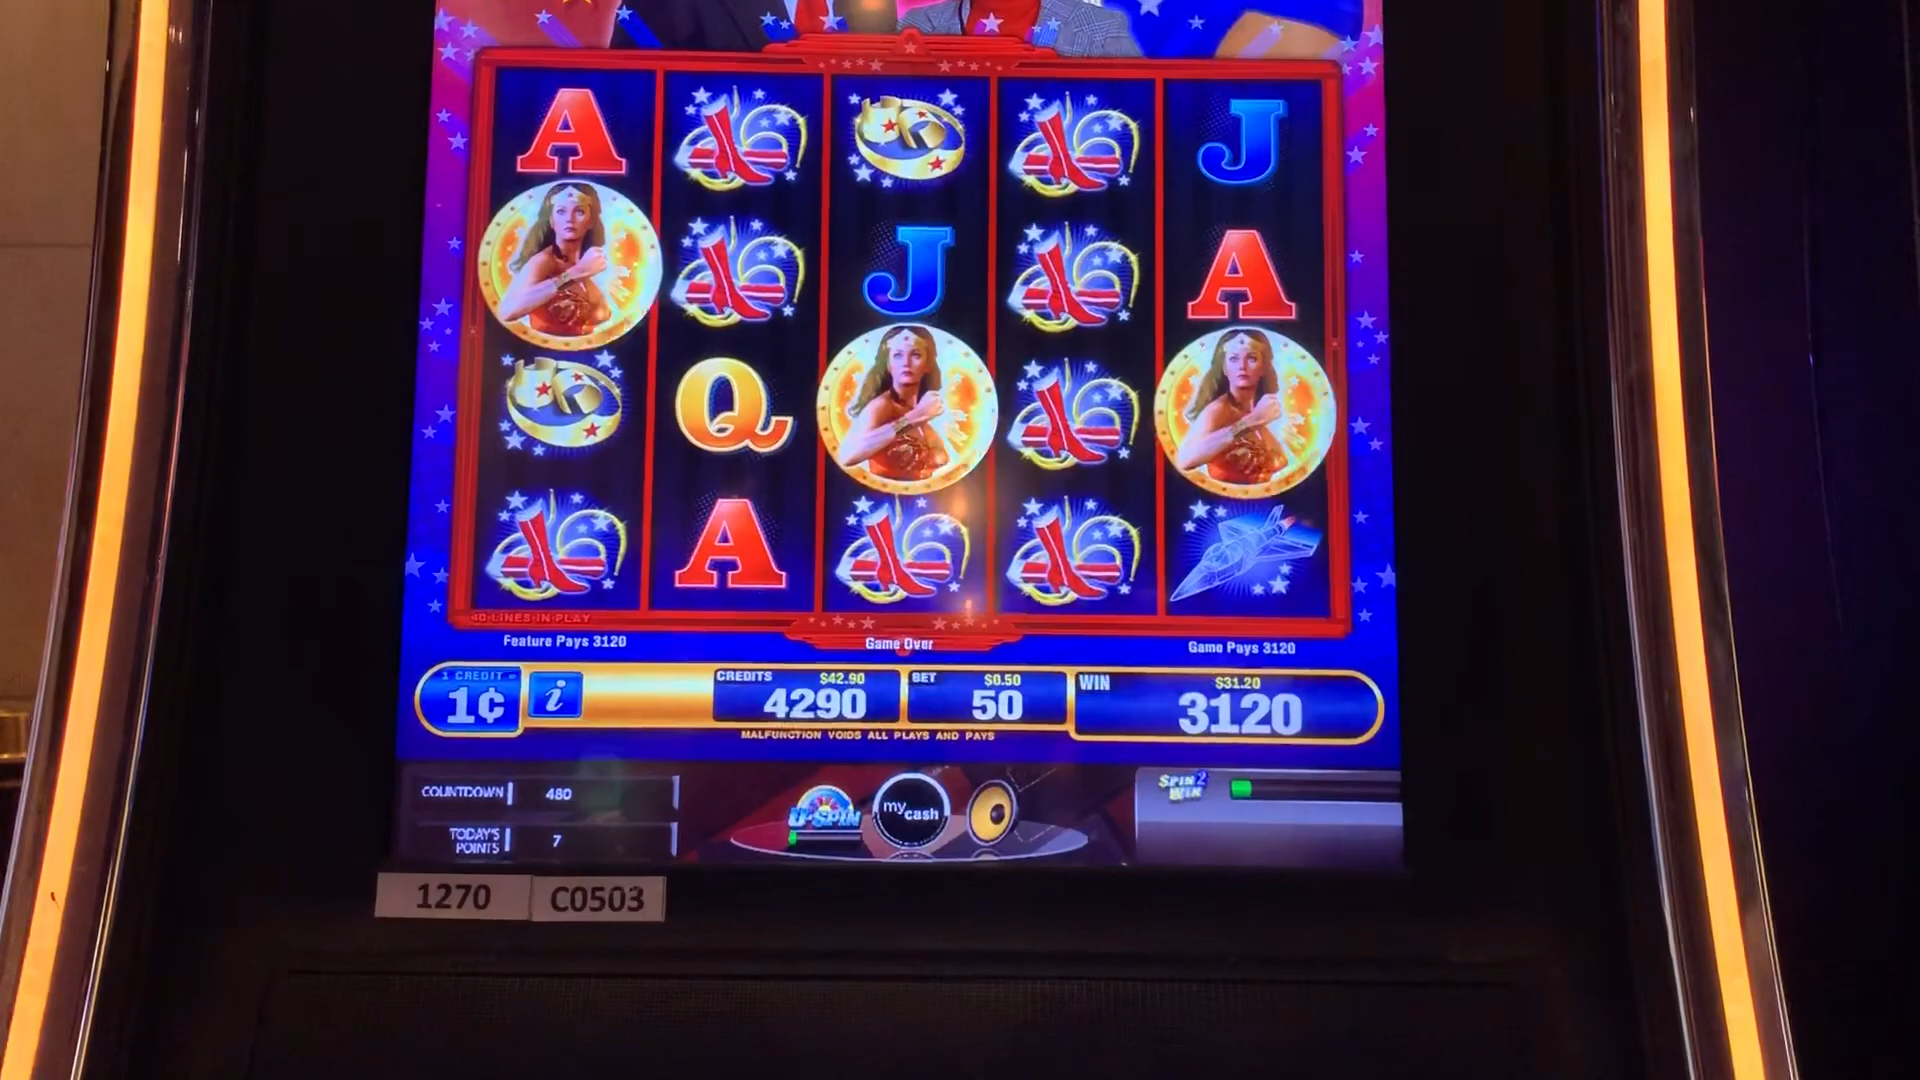 A J
J A
Q
A
40 LINES IN PLAY
Feature Pays 3120 Game Over Game Pays 3120
1 CREDIT =
1¢ i CREDITS $42.90 4290 BET $0.50 50 WIN $31.20 3120
MALFUNCTION VOIDS ALL PLAYS AND PAYS
COUNTDOWN 480
TODAY'S POINTS 7
U-SPIN
my cash
SPIN 2 WIN
1270 C0503